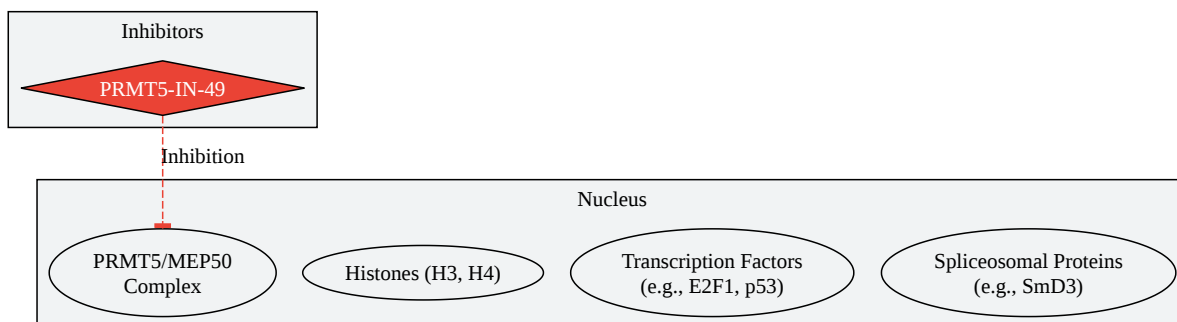 Inhibitors
PRMT5-IN-49
Inhibition
Nucleus
PRMT5/MEP50
Complex
Histones (H3, H4)
Transcription Factors
(e.g., E2F1, p53)
Spliceosomal Proteins
(e.g., SmD3)